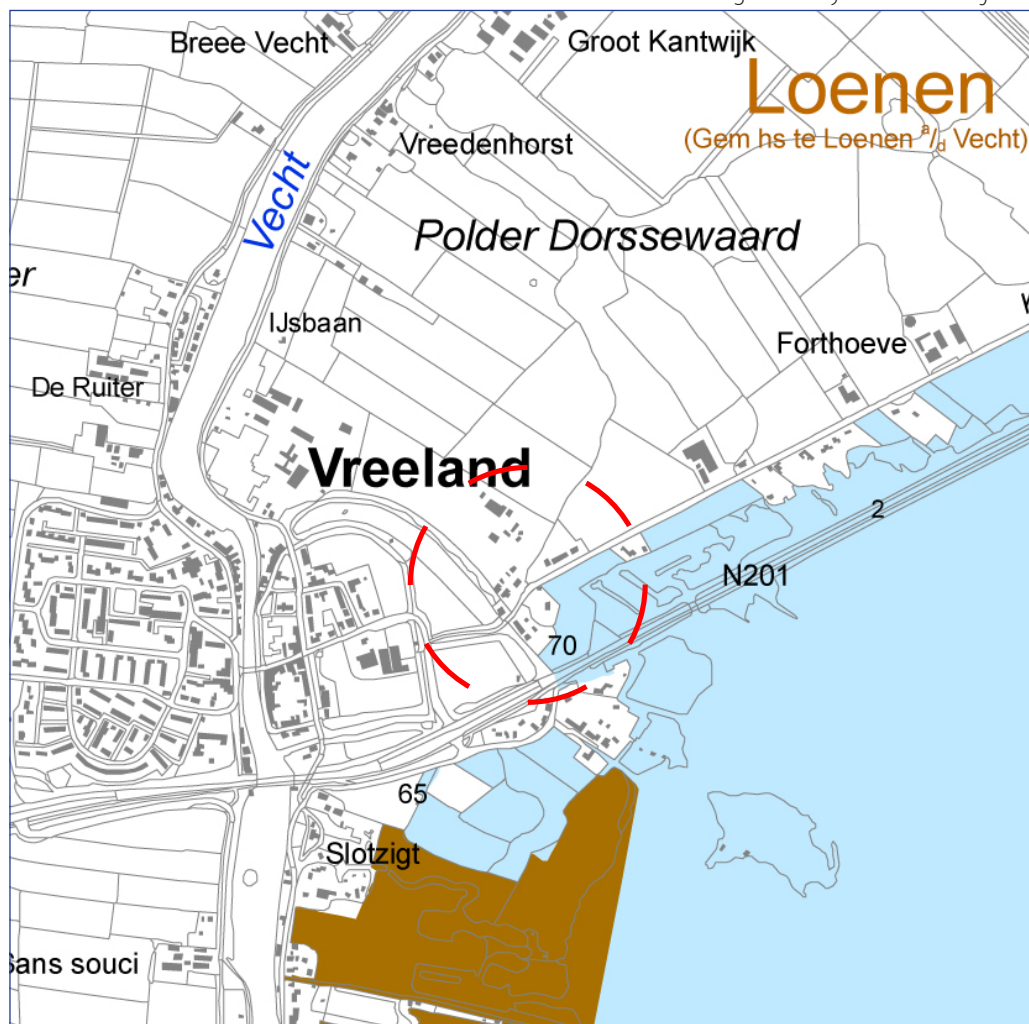 Breee Vecht
Groot Kantwijk
Loenen
(Gem hs te Loenen a/d Vecht)
Vreedenhorst
Vecht
Polder Dorssewaard
er
IJsbaan
Forthoeve
K
De Ruiter
Vreeland
2
N201
70
65
Slotzigt
Sans souci